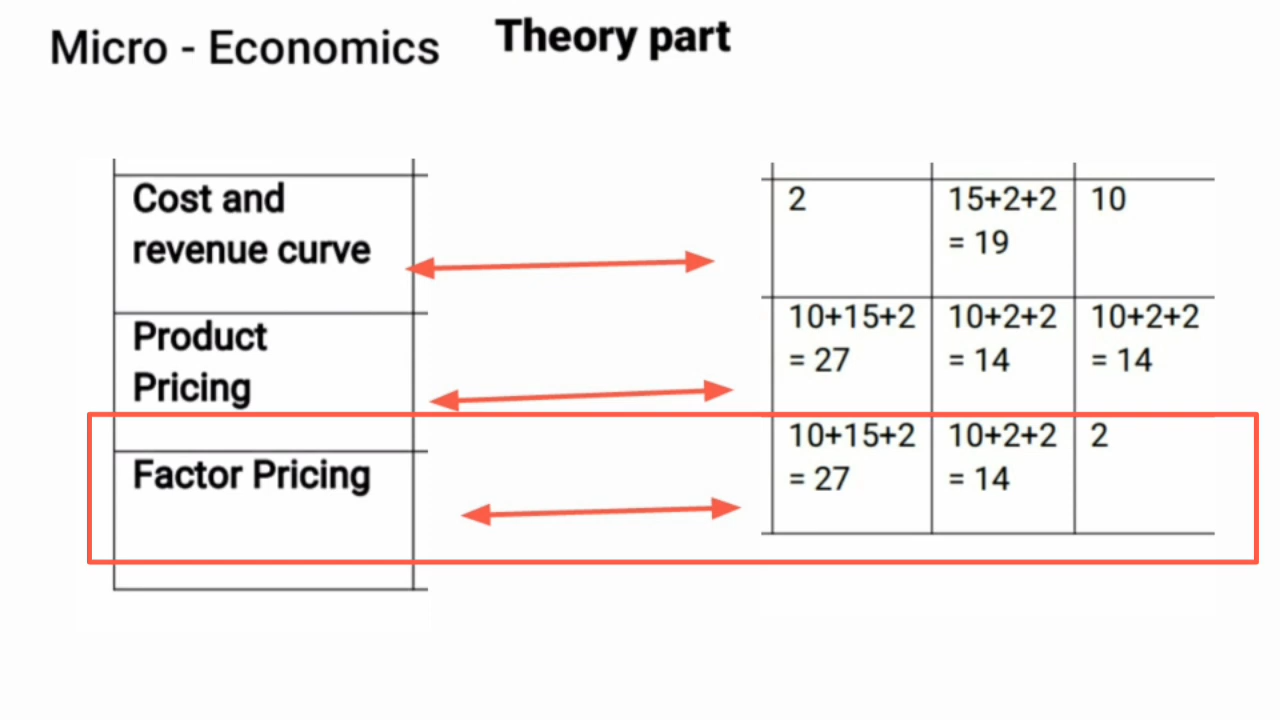 Micro - Economics
Theory part
Cost and
revenue curve
2
15+2+2
= 19
10
Product
Pricing
10+15+2
= 27
10+2+2
= 14
10+2+2
= 14
Factor Pricing
10+15+2
= 27
10+2+2
= 14
2